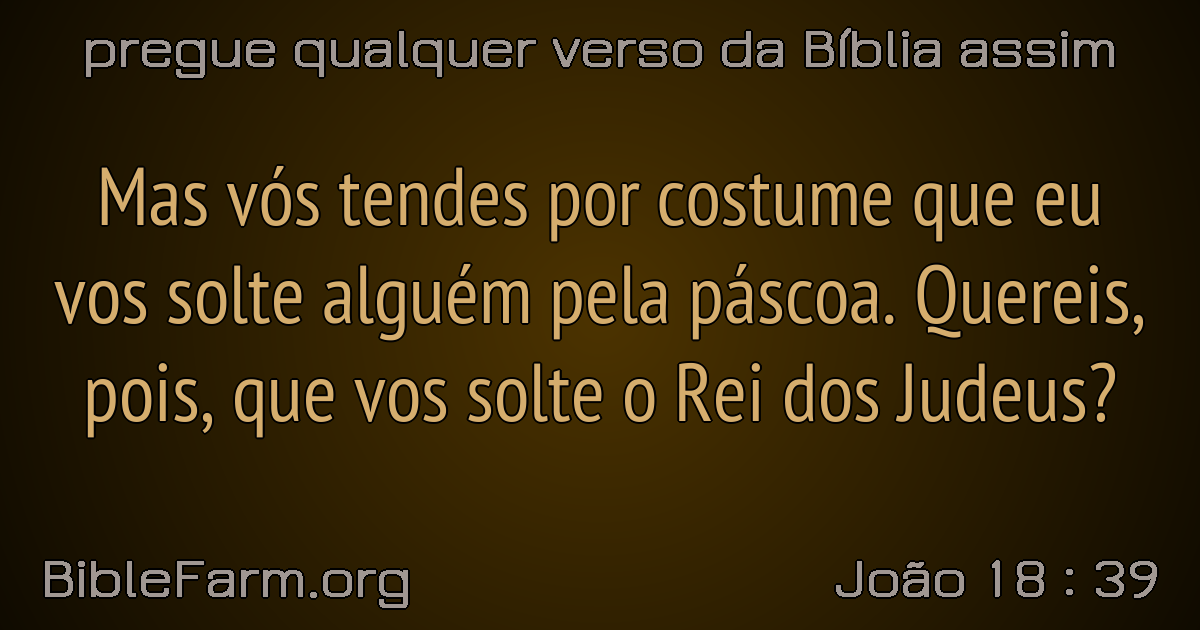 pregue qualquer verso da Bíblia assim
Mas vós tendes por costume que eu
vos solte alguém pela páscoa. Quereis,
pois, que vos solte o Rei dos Judeus?
BibleFarm.org
João 18 : 39